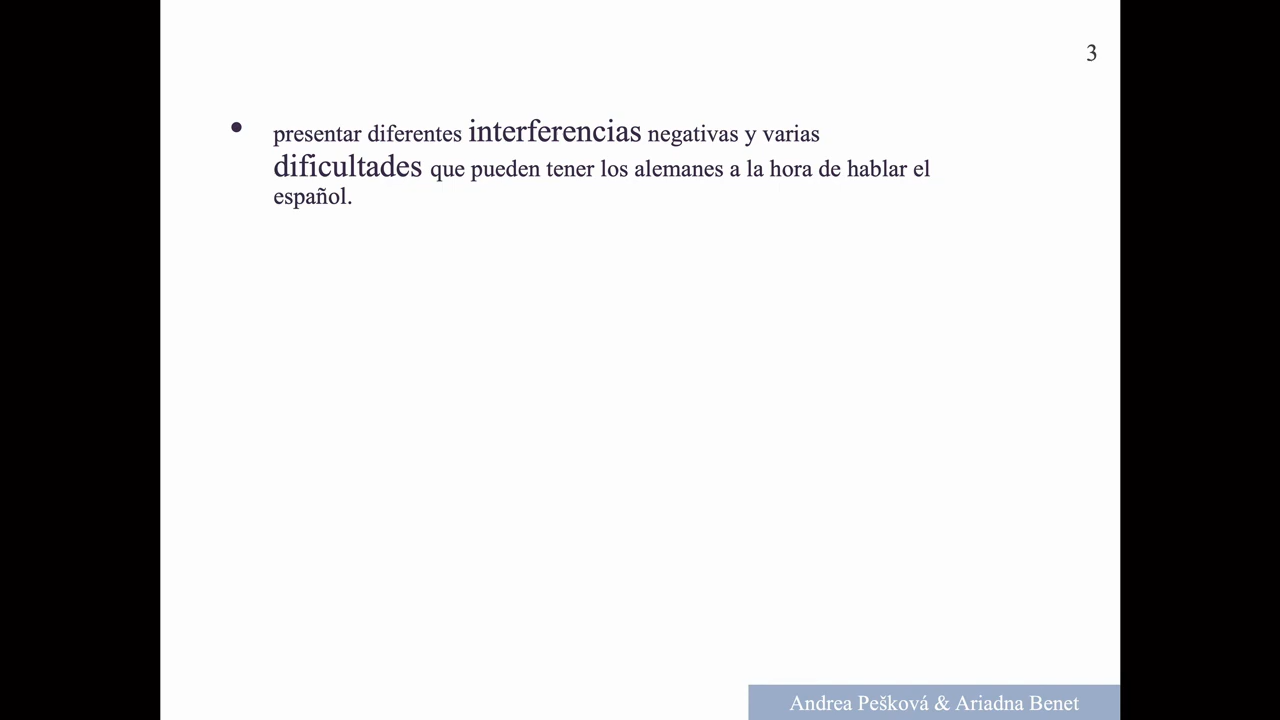 3
• presentar diferentes interferencias negativas y varias
dificultades que pueden tener los alemanes a la hora de hablar el
español.
Andrea Pešková & Ariadna Benet